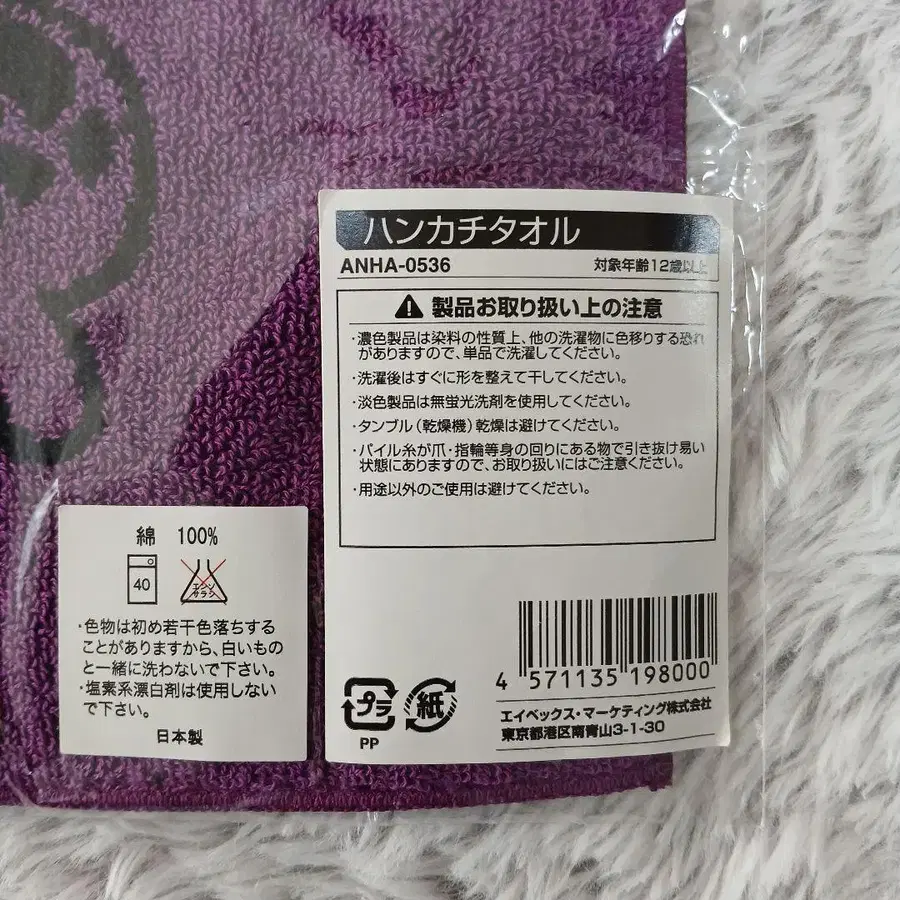 ハンカチタオル
ANHA-0536 対象年齢12歳以上
製品お取り扱い上の注意
・濃色製品は染料の性質上、他の洗濯物に色移りする恐れ
がありますので、単品で洗濯してください。
・洗濯後はすぐに形を整えて干してください。
・淡色製品は無蛍光洗剤を使用してください。
・タンブル(乾燥機)乾燥は避けてください。
・パイル糸が爪・指輪等身の回りにある物で引き抜け易い
状態にありますので、お取り扱いにはご注意ください。
・用途以外のご使用は避けてください。
綿 100%
40
エンソ
サラシ
・色物は初め若干色落ちする
ことがありますから、白いもの
と一緒に洗わないで下さい。
・塩素系漂白剤は使用しない
で下さい。
日本製
プラ
紙
PP
4 571135 198000
エイベックス・マーケティング株式会社
東京都港区南青山3-1-30